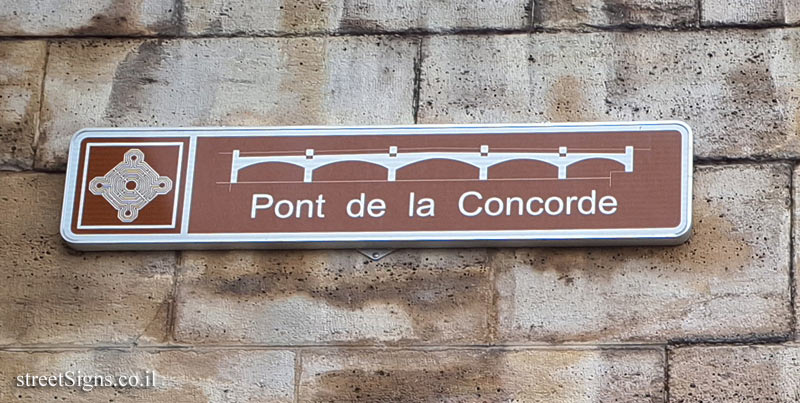 Pont de la Concorde
streetSigns.co.il